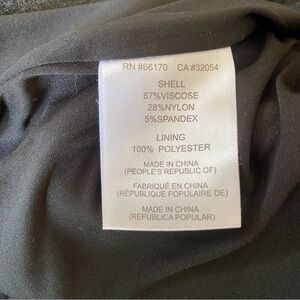 RN #66170 CA #32054
SHELL
67%VISCOSE
28%NYLON
5%SPANDEX
LINING
100% POLYESTER
MADE IN CHINA
(PEOPLE'S REPUBLIC OF)
FABRIQUÉ EN CHINA
(RÉPUBLIQUE POPULAIRE DE)
MADE IN CHINA
(REPÚBLICA POPULAR)